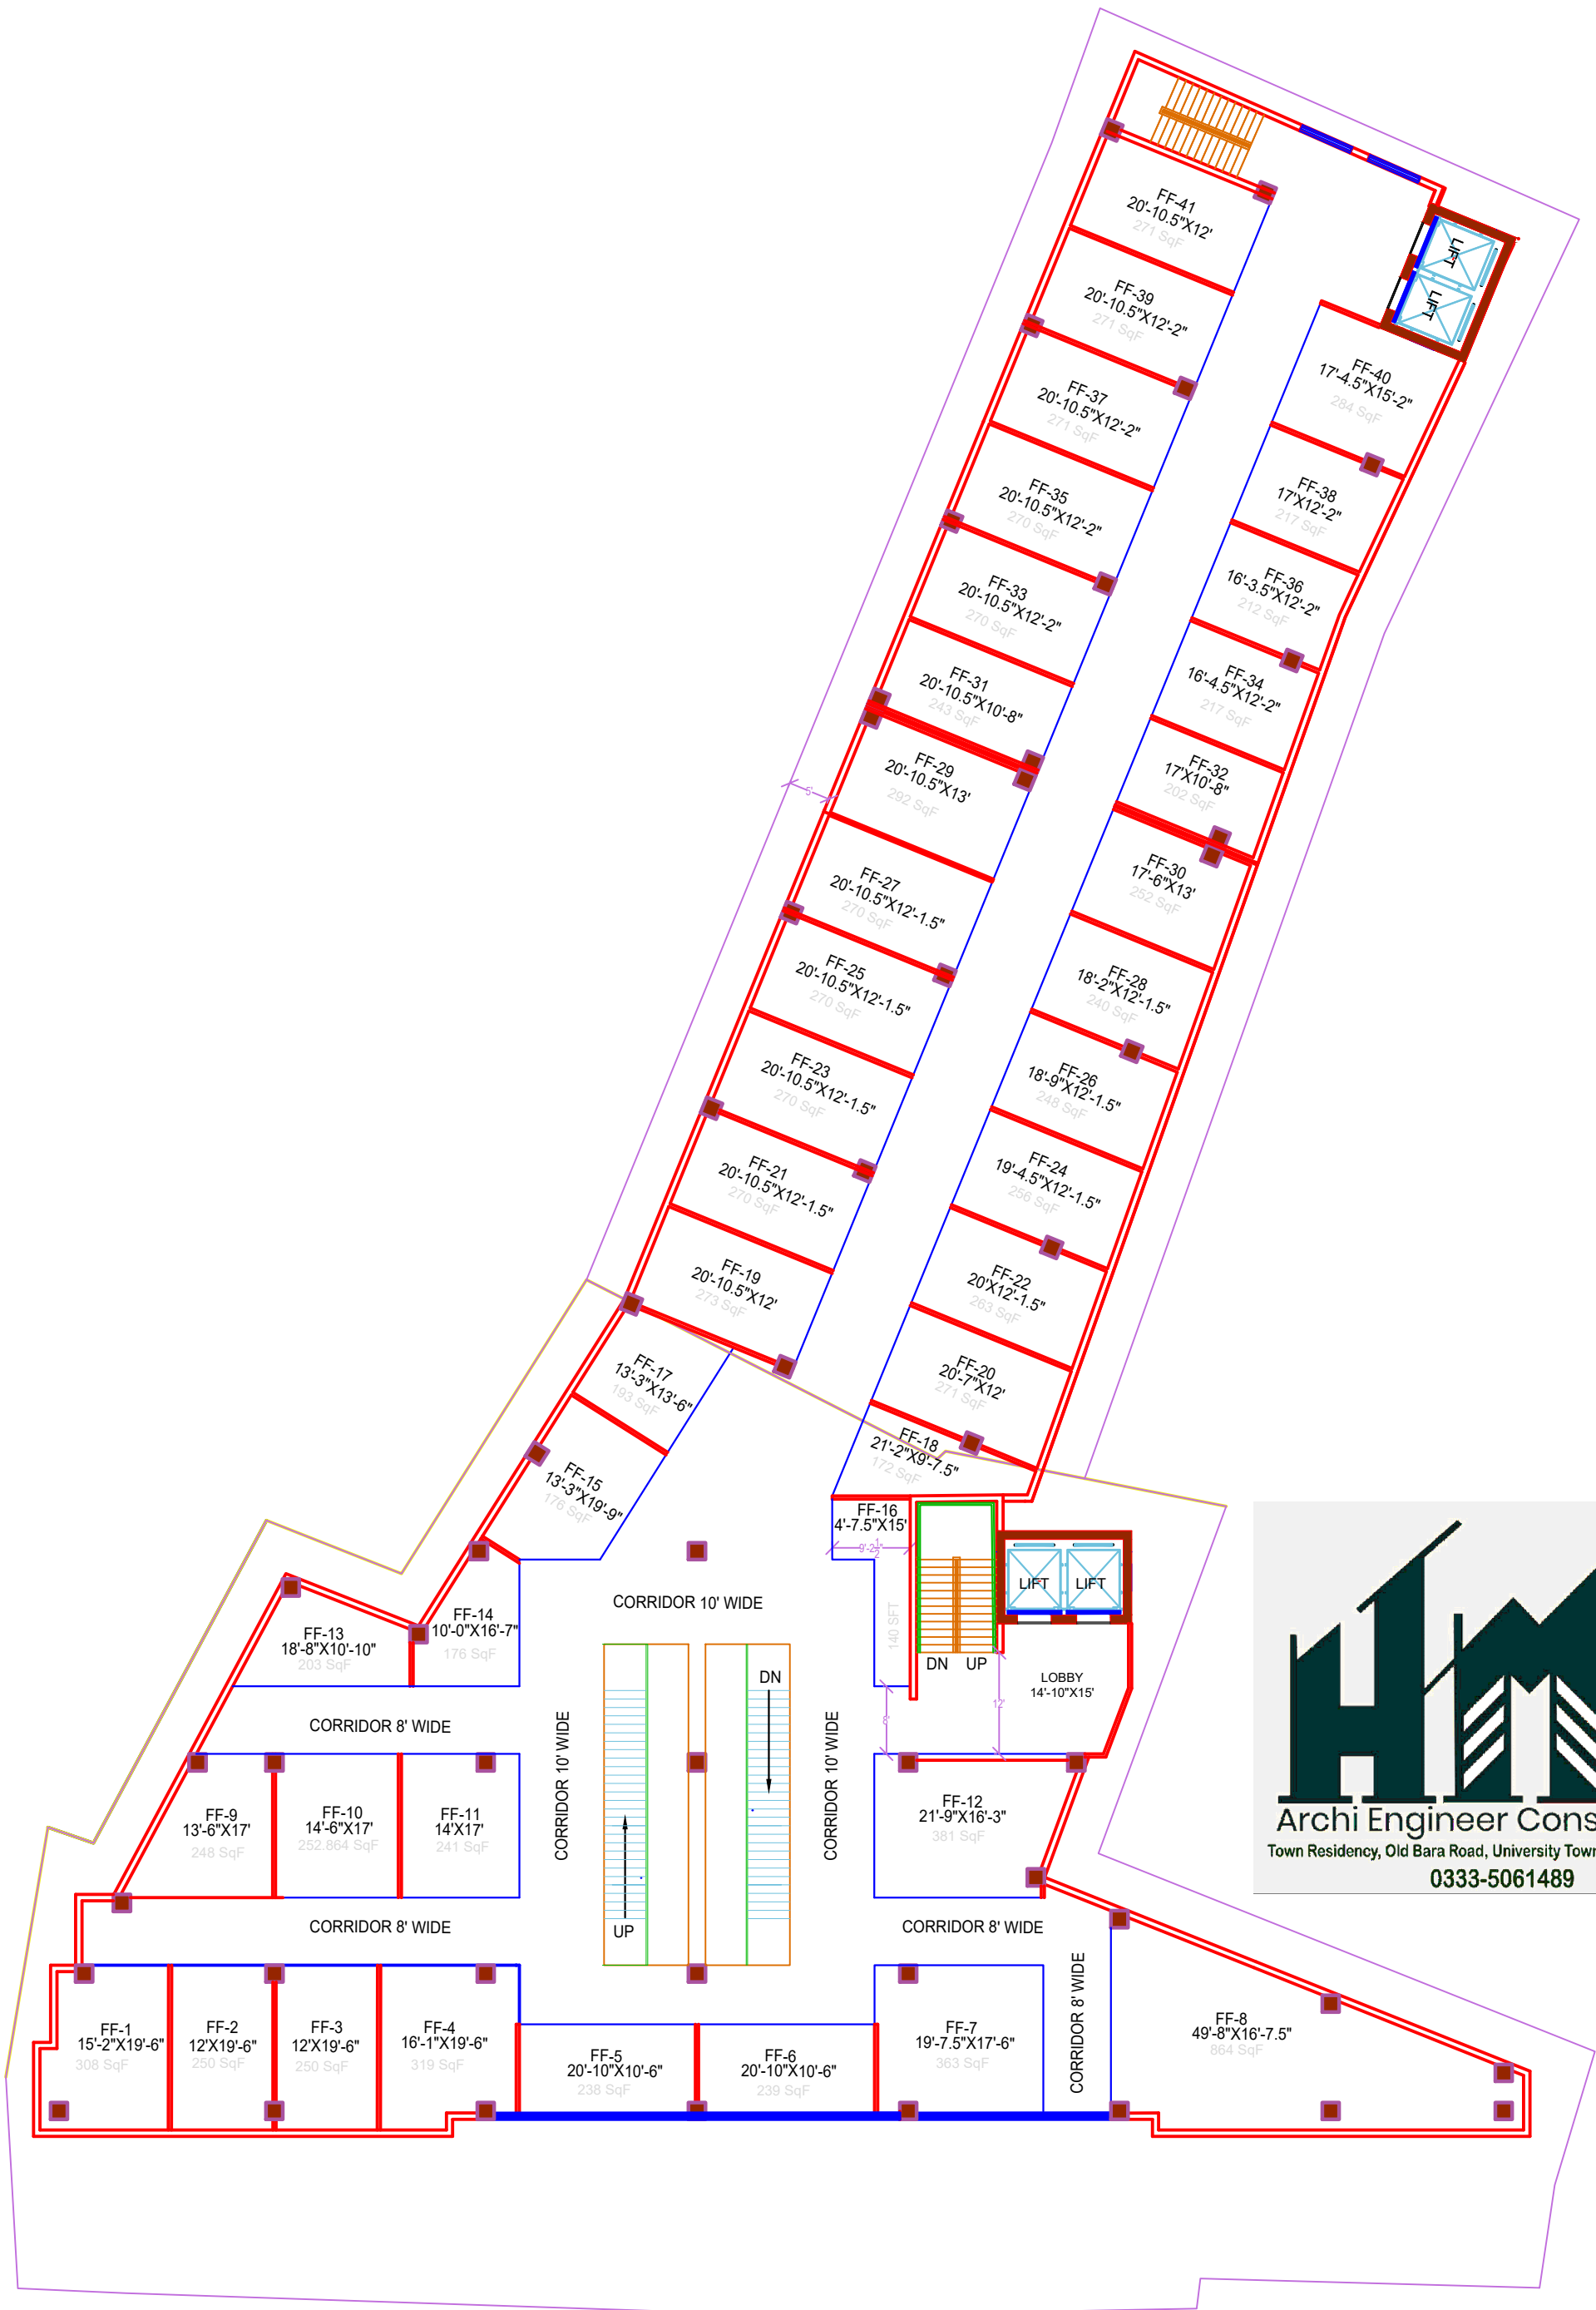 FF-41
20'-10.5"X12'
271 SqF
LIFT
LIFT
FF-39
20'-10.5"X12'-2"
271 SqF
FF-40
17'-4.5"X15'-2"
284 SqF
FF-37
20'-10.5"X12'-2"
271 SqF
FF-38
17'X12'-2"
217 SqF
FF-35
20'-10.5"X12'-2"
270 SqF
FF-36
16'-3.5"X12'-2"
212 SqF
FF-33
20'-10.5"X12'-2"
270 SqF
FF-34
16'-4.5"X12'-2"
217 SqF
FF-31
20'-10.5"X10'-8"
243 SqF
FF-32
17'X10'-8"
202 SqF
FF-29
20'-10.5"X13'
292 SqF
5'
FF-30
17'-6"X13'
252 SqF
FF-27
20'-10.5"X12'-1.5"
270 SqF
FF-28
18'-2"X12'-1.5"
240 SqF
FF-25
20'-10.5"X12'-1.5"
270 SqF
FF-26
18'-9"X12'-1.5"
248 SqF
FF-23
20'-10.5"X12'-1.5"
270 SqF
FF-24
19'-4.5"X12'-1.5"
256 SqF
FF-21
20'-10.5"X12'-1.5"
270 SqF
FF-22
20'X12'-1.5"
263 SqF
FF-19
20'-10.5"X12'
273 SqF
FF-20
20'-7"X12'
271 SqF
FF-17
13'-3"X13'-6"
193 SqF
FF-18
21'-2"X9'-7.5"
172 SqF
FF-15
13'-3"X19'-9"
176 SqF
FF-16
4'-7.5"X15'
9'-2½"
140 SFT
LIFT
LIFT
CORRIDOR 10' WIDE
FF-14
10'-0"X16'-7"
176 SqF
FF-13
18'-8"X10'-10"
203 SqF
DN
UP
LOBBY
14'-10"X15'
12'
8'
DN
CORRIDOR 8' WIDE
CORRIDOR 10' WIDE
CORRIDOR 10' WIDE
FF-9
13'-6"X17'
248 SqF
FF-10
14'-6"X17'
252.864 SqF
FF-11
14'X17'
241 SqF
FF-12
21'-9"X16'-3"
381 SqF
UP
CORRIDOR 8' WIDE
CORRIDOR 8' WIDE
CORRIDOR 8' WIDE
FF-1
15'-2"X19'-6"
308 SqF
FF-2
12'X19'-6"
250 SqF
FF-3
12'X19'-6"
250 SqF
FF-4
16'-1"X19'-6"
319 SqF
FF-5
20'-10"X10'-6"
238 SqF
FF-6
20'-10"X10'-6"
239 SqF
FF-7
19'-7.5"X17'-6"
363 SqF
FF-8
49'-8"X16'-7.5"
864 SqF
Archi Engineer Cons
Town Residency, Old Bara Road, University Town
0333-5061489